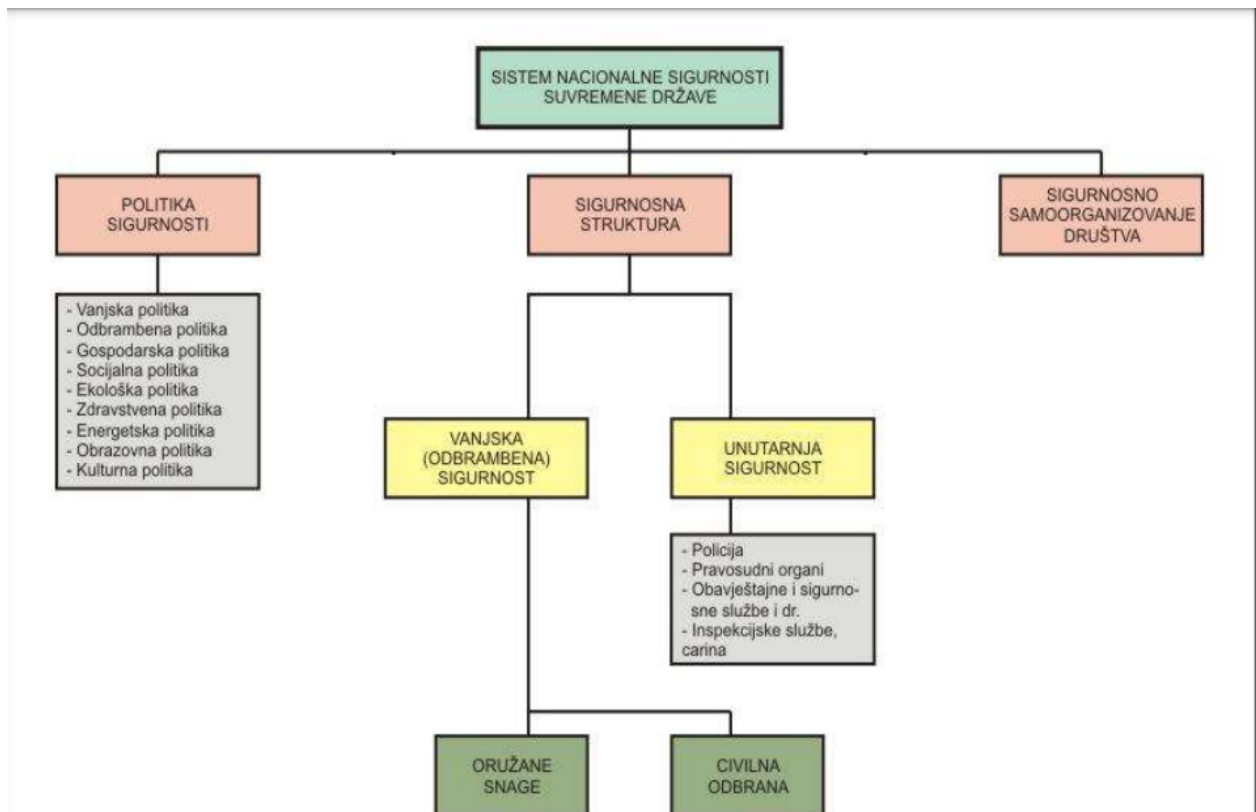 SISTEM NACIONALNE SIGURNOSTI
SUVREMENE DRŽAVE
POLITIKA
SIGURNOSTI
SIGURNOSNA
STRUKTURA
SIGURNOSNO
SAMOORGANIZOVANJE
DRUŠTVA
- Vanjska politika
- Odbrambena politika
- Gospodarska politika
- Socijalna politika
- Ekološka politika
- Zdravstvena politika
- Energetska politika
- Obrazovna politika
- Kulturna politika
VANJSKA
(ODBRAMBENA)
SIGURNOST
UNUTARNJA
SIGURNOST
- Policija
- Pravosudni organi
- Obavještajne i sigurno-
sne službe i dr.
- Inspekcijske službe,
carina
ORUŽANE
SNAGE
CIVILNA
ODBRANA